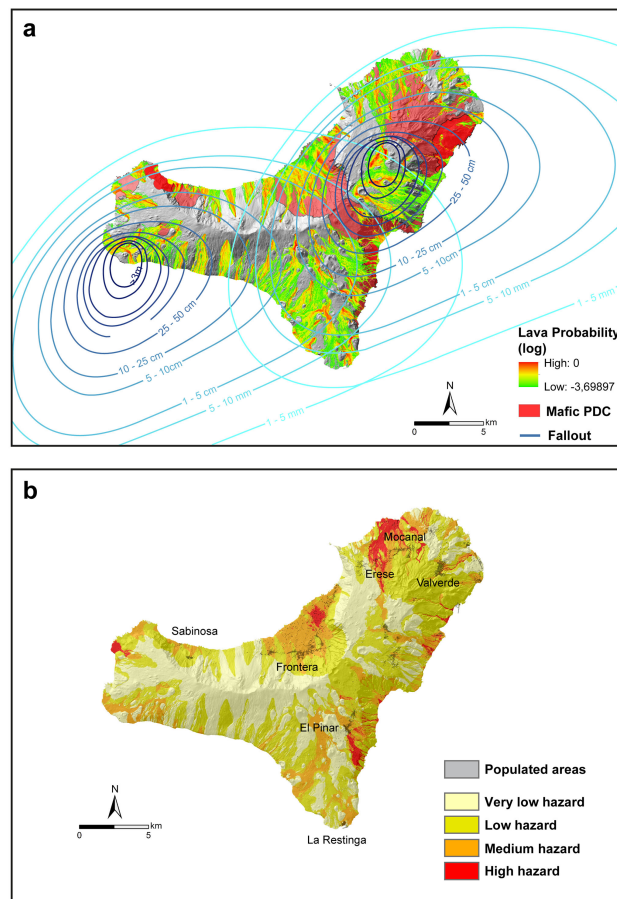 a
>3m
25 - 50 cm
10 - 25 cm
5 - 10cm
1 - 5 cm
5 - 10 mm
1 - 5 mm
25 - 50 cm
10 - 25 cm
5 - 10cm
1 - 5 cm
5 - 10 mm
1 - 5 mm
Lava Probability
(log)
High: 0
Low: -3,69897
Mafic PDC
Fallout
N
0 5
km
b
Mocanal
Erese
Valverde
Sabinosa
Frontera
El Pinar
La Restinga
N
0 5
km
Populated areas
Very low hazard
Low hazard
Medium hazard
High hazard